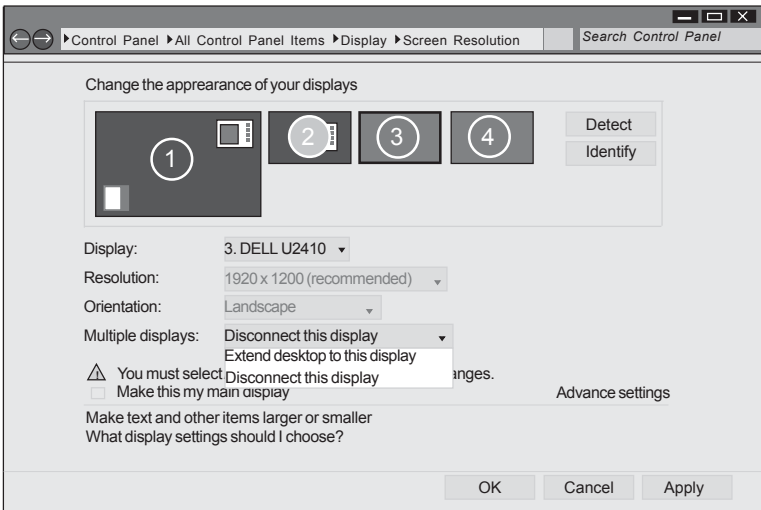 Control Panel All Control Panel Items Display Screen Resolution Search Control Panel
Change the apprearance of your displays
1 2 3 4
Detect
Identify
Display: 3. DELL U2410
Resolution: 1920 x 1200 (recommended)
Orientation: Landscape
Multiple displays: Disconnect this display
Extend desktop to this display
You must select anges.
Disconnect this display
Make this my main display Advance settings
Make text and other items larger or smaller
What display settings should I choose?
OK Cancel Apply